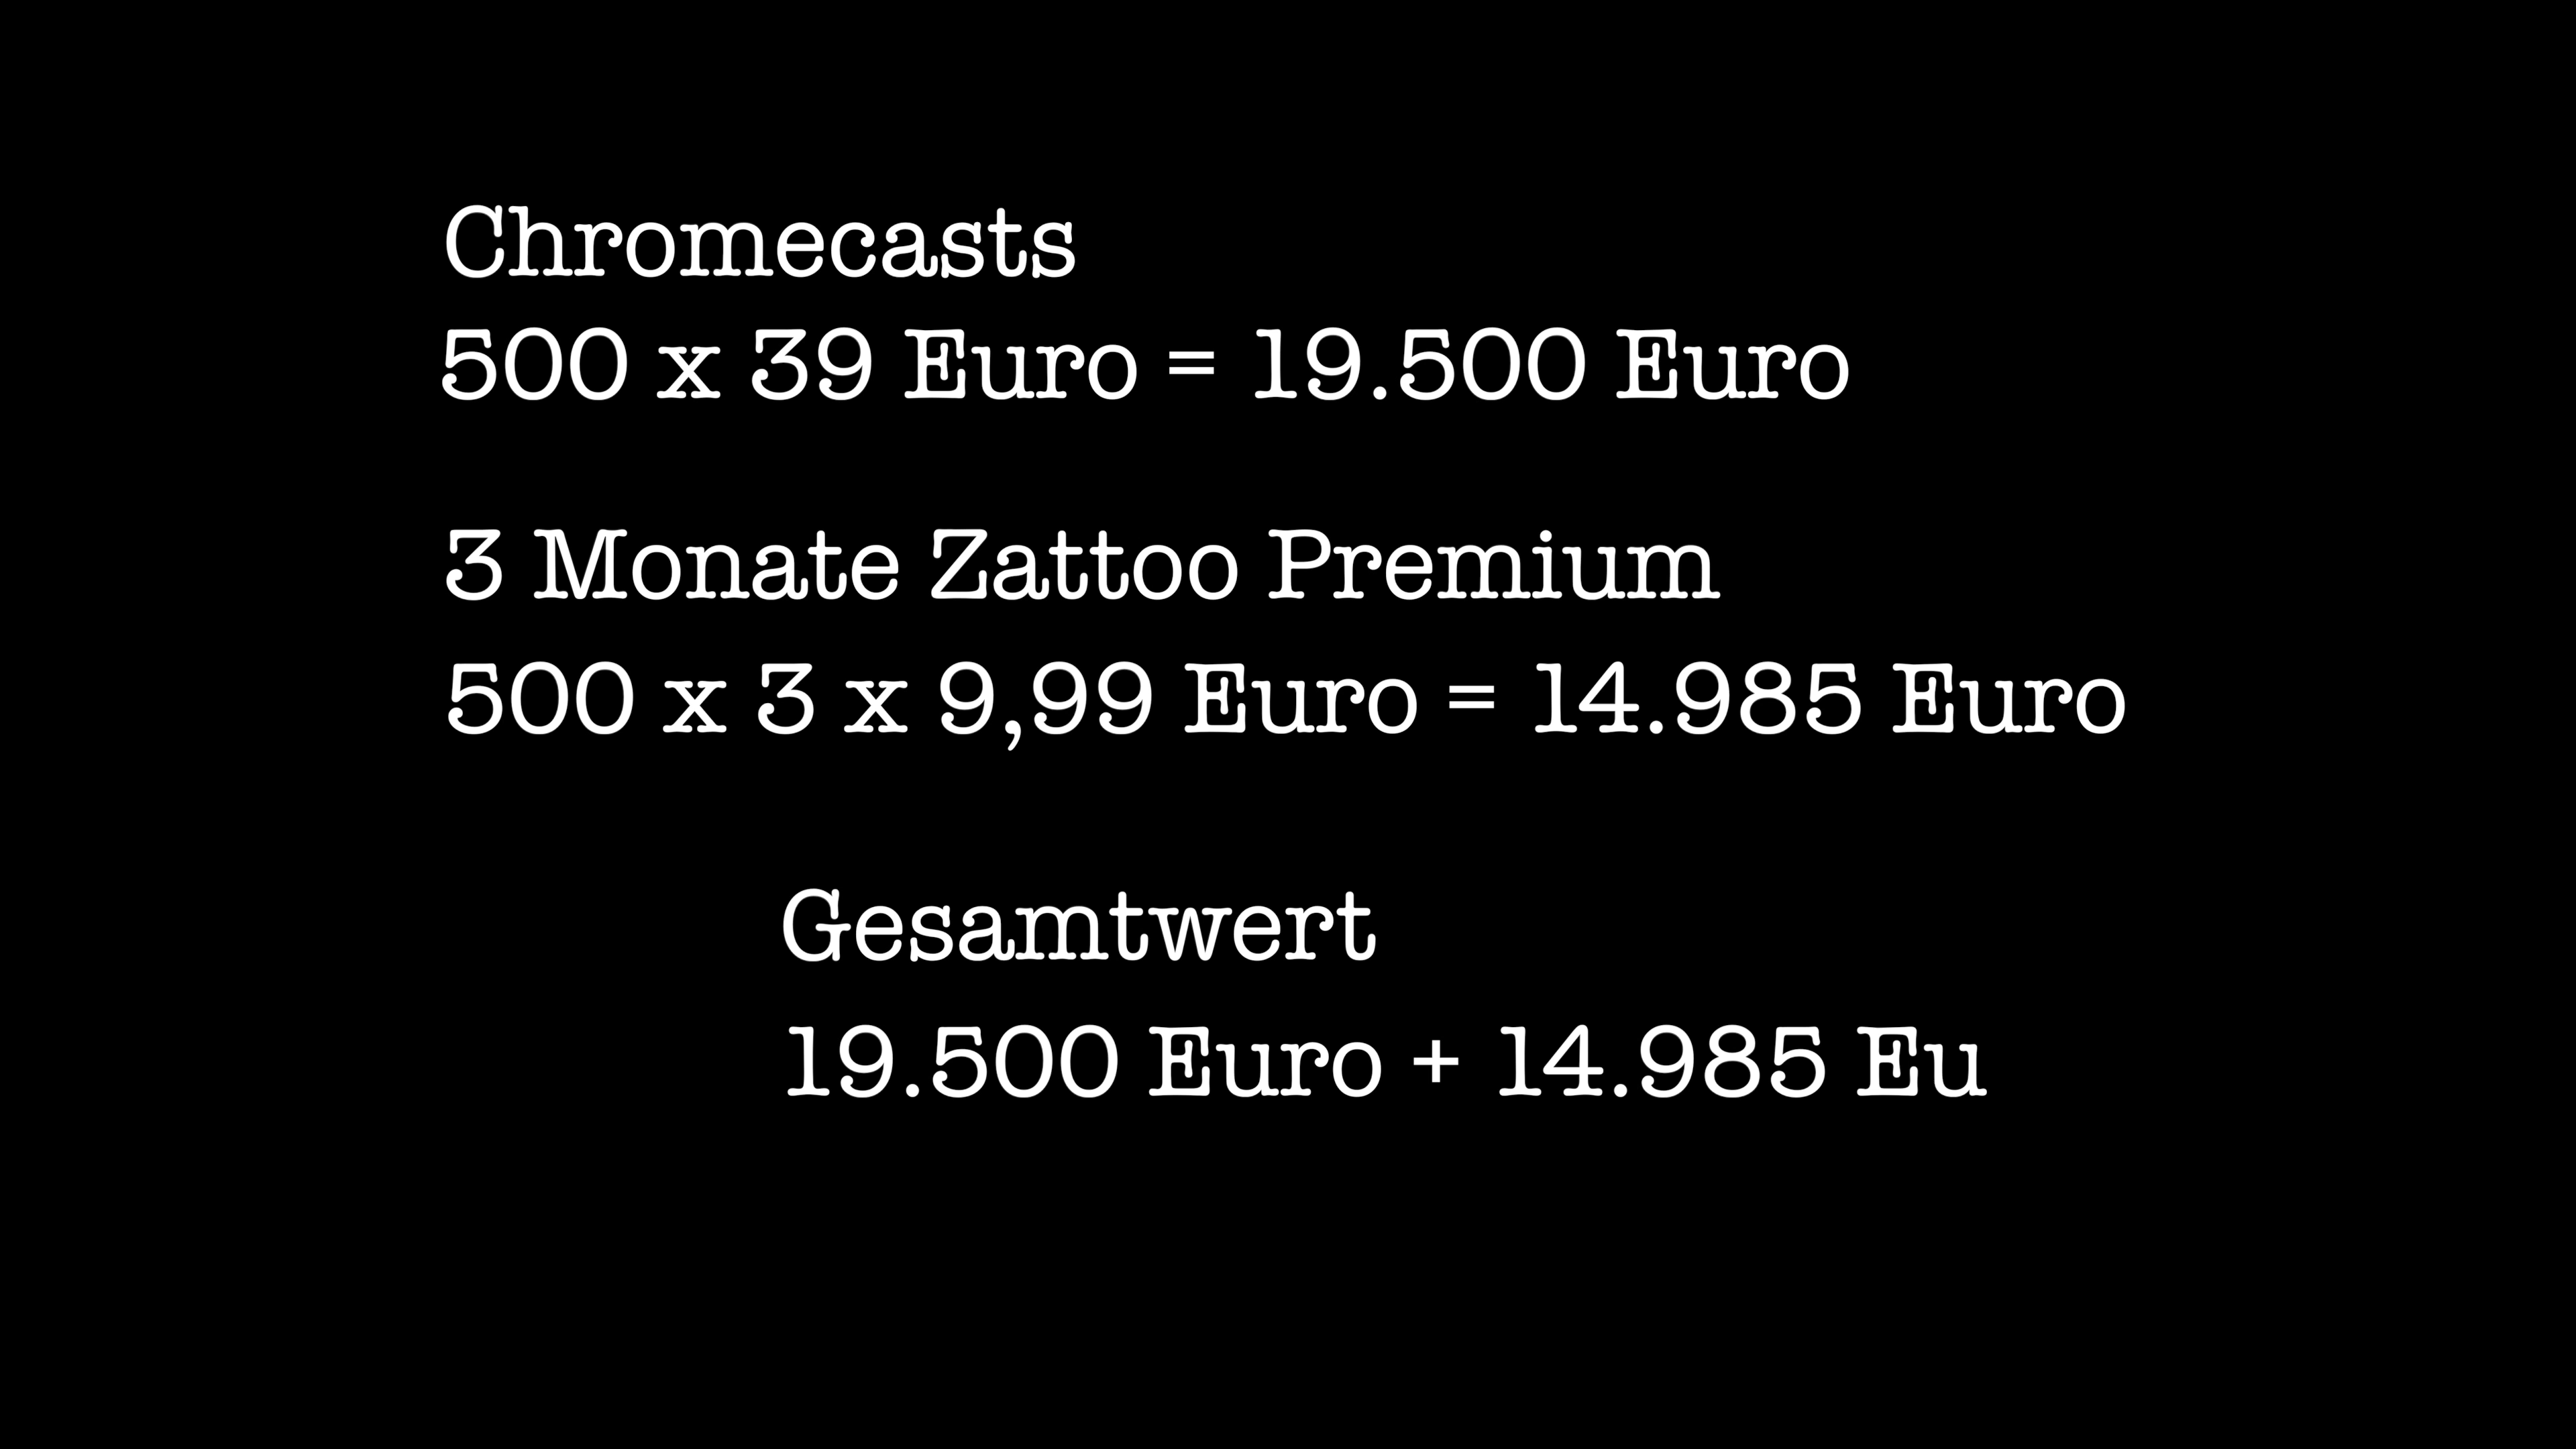 Chromecasts
500 x 39 Euro = 19.500 Euro
3 Monate Zattoo Premium
500 x 3 x 9,99 Euro = 14.985 Euro
Gesamtwert
19.500 Euro + 14.985 Eu